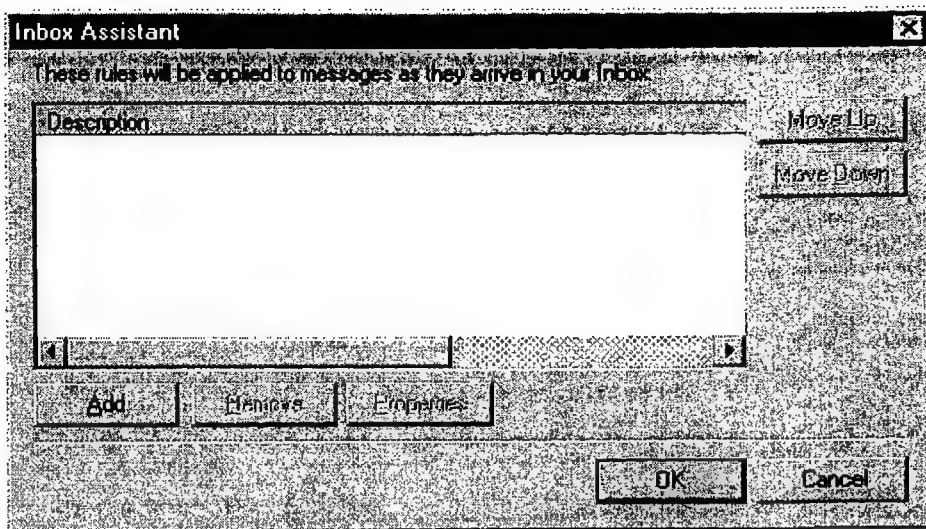 Inbox Assistant
These rules will be applied to messages as they arrive in your Inbox.
Description
Move Up
Move Down
Add
Remove
Properties
OK
Cancel